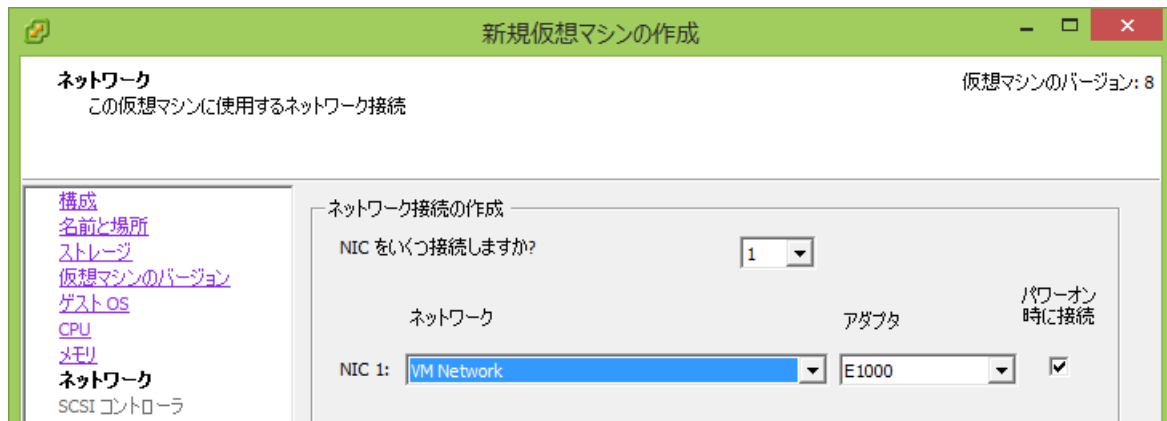 新規仮想マシンの作成
ネットワーク
この仮想マシンに使用するネットワーク接続
仮想マシンのバージョン: 8
構成
名前と場所
ストレージ
仮想マシンのバージョン
ゲスト OS
CPU
メモリ
ネットワーク
SCSI コントローラ
ネットワーク接続の作成
NIC をいくつ接続しますか?
1
ネットワーク
アダプタ
パワーオン
時に接続
NIC 1:
VM Network
E1000